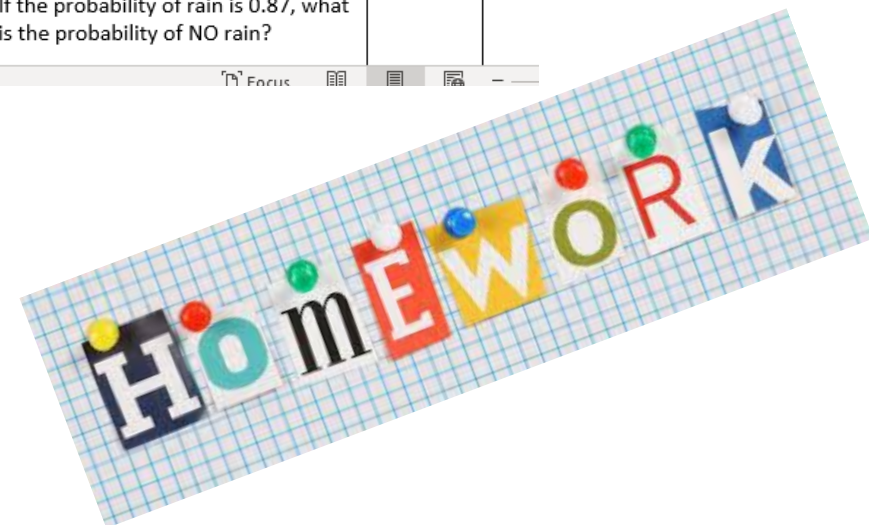 If the probability of rain is 0.87, what
is the probability of NO rain?
Focus
HomEWORk